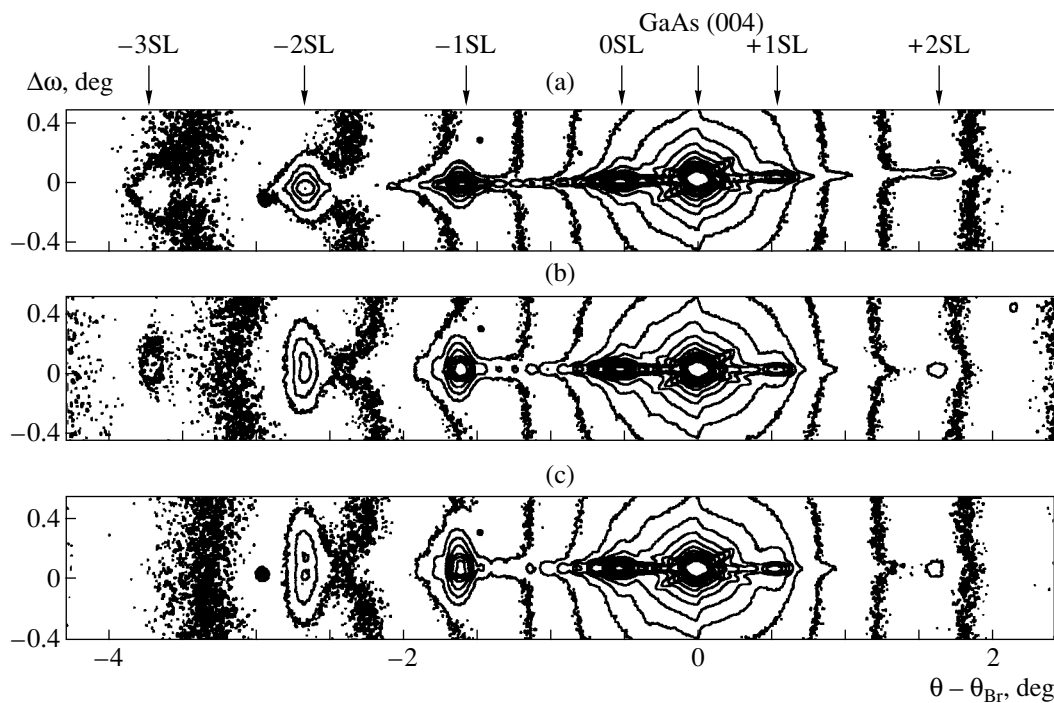 GaAs (004)
−3SL −2SL −1SL 0SL +1SL +2SL
Δω, deg
(a)
0.4
0
−0.4
(b)
0.4
0
−0.4
(c)
0.4
0
−0.4
−4 −2 0 2
θ – θBr, deg